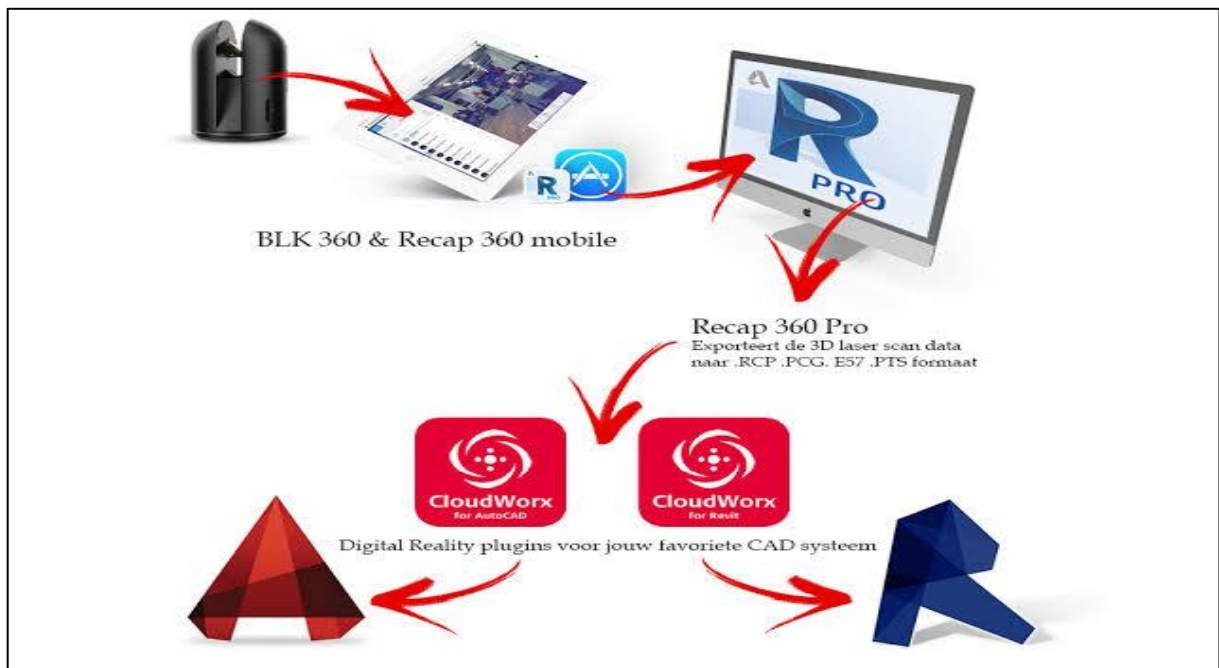 R
PRO
R
PRO
BLK 360 & Recap 360 mobile
Recap 360 Pro
Exporteert de 3D laser scan data
naar .RCP .PCG. E57 .PTS formaat
CloudWorx
for AutoCAD
CloudWorx
for Revit
Digital Reality plugins voor jouw favoriete CAD systeem